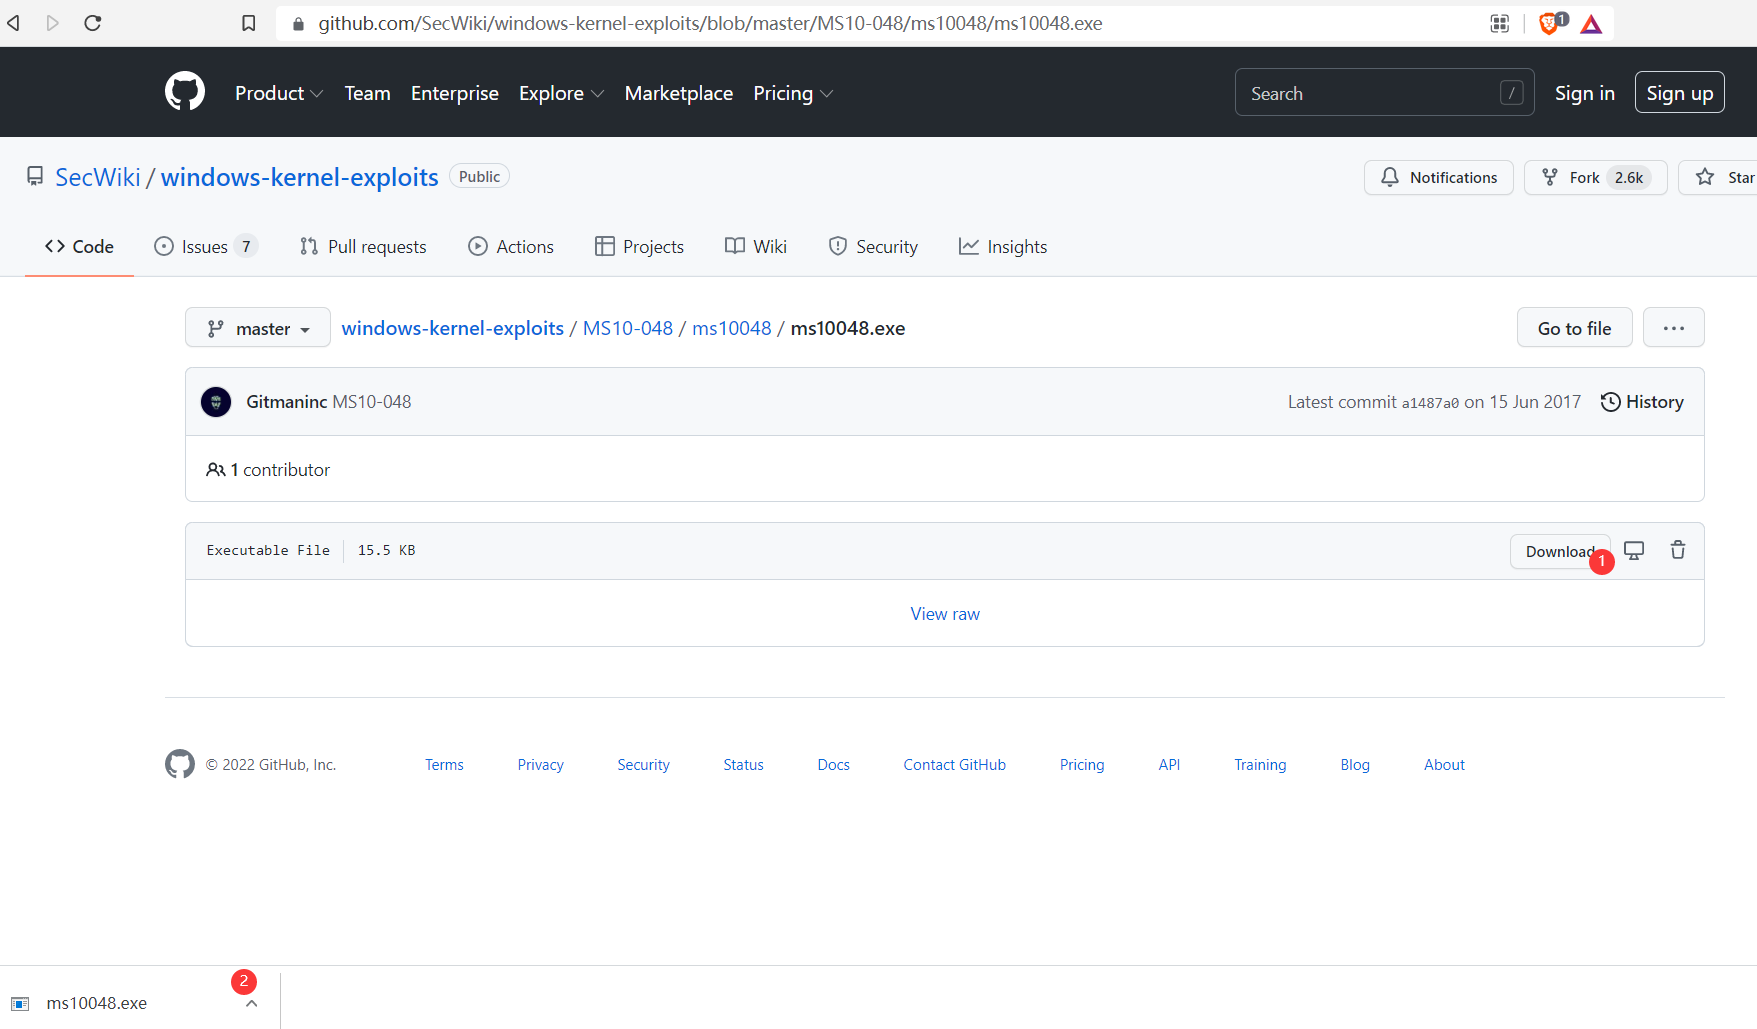 github.com/SecWiki/windows-kernel-exploits/blob/master/MS10-048/ms10048/ms10048.exe 1
Product Team Enterprise Explore Marketplace Pricing Search / Sign in Sign up
SecWiki / windows-kernel-exploits Public Notifications Fork 2.6k Star
Code Issues 7 Pull requests Actions Projects Wiki Security Insights
master windows-kernel-exploits / MS10-048 / ms10048 / ms10048.exe Go to file ...
Gitmaninc MS10-048 Latest commit a1487a0 on 15 Jun 2017 History
1 contributor
Executable File 15.5 KB Download 1
View raw
© 2022 GitHub, Inc. Terms Privacy Security Status Docs Contact GitHub Pricing API Training Blog About
2
ms10048.exe